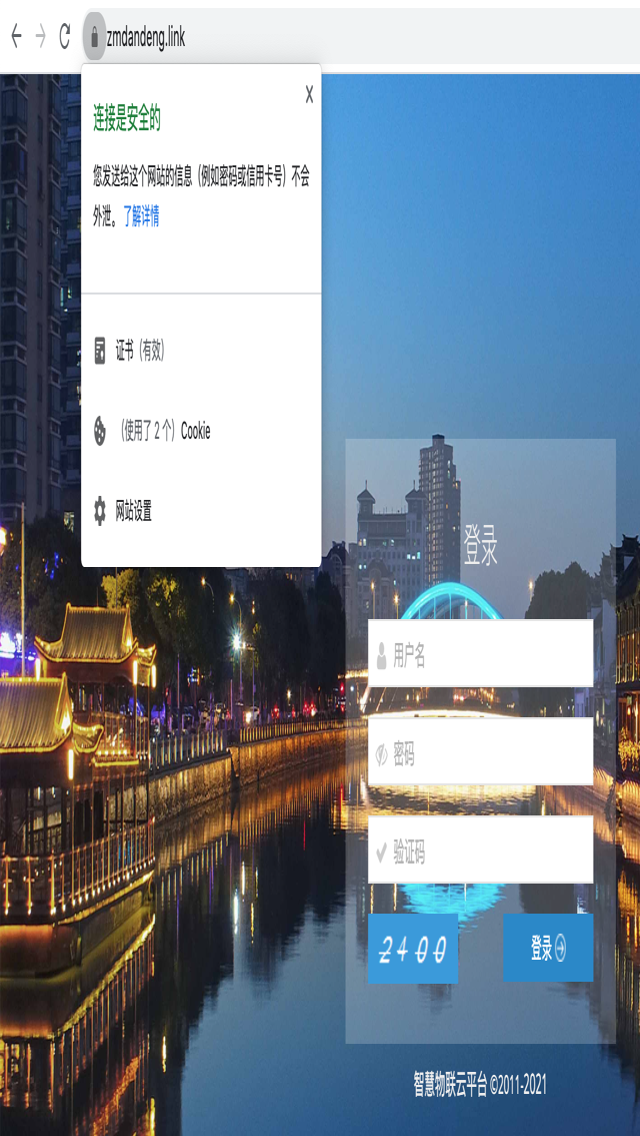 zmdandeng.link
连接是安全的
您发送给这个网站的信息（例如密码或信用卡号）不会
外泄。了解详情
证书（有效）
（使用了 2 个）Cookie
网站设置
登录
用户名
密码
验证码
2400
登录
智慧物联云平台 ©2011-2021